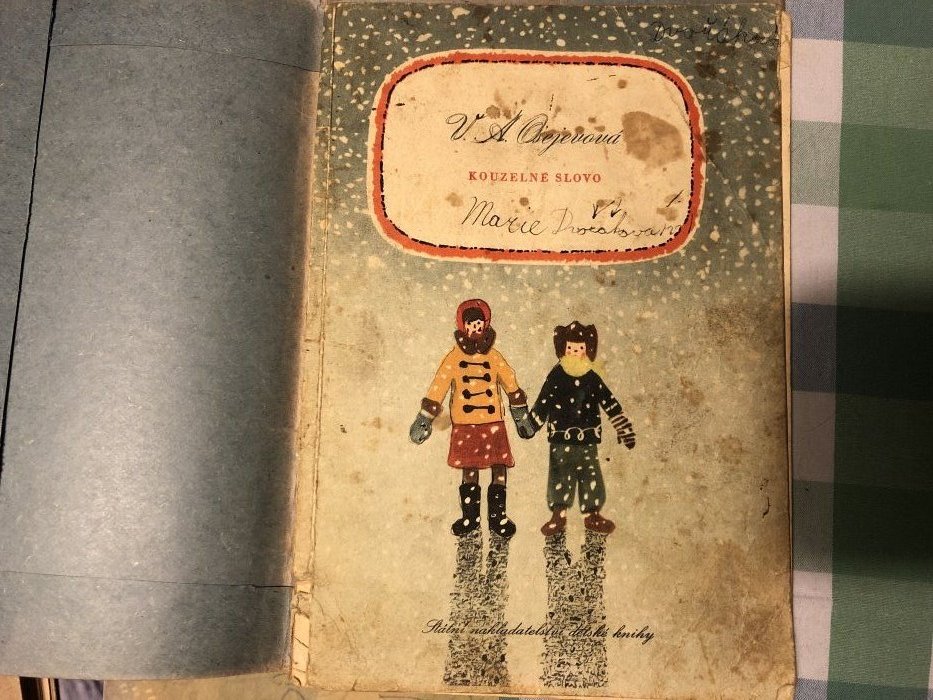 V. A. Osejevová
KOUZELNÉ SLOVO
Marie
Státní nakladatelství dětské knihy